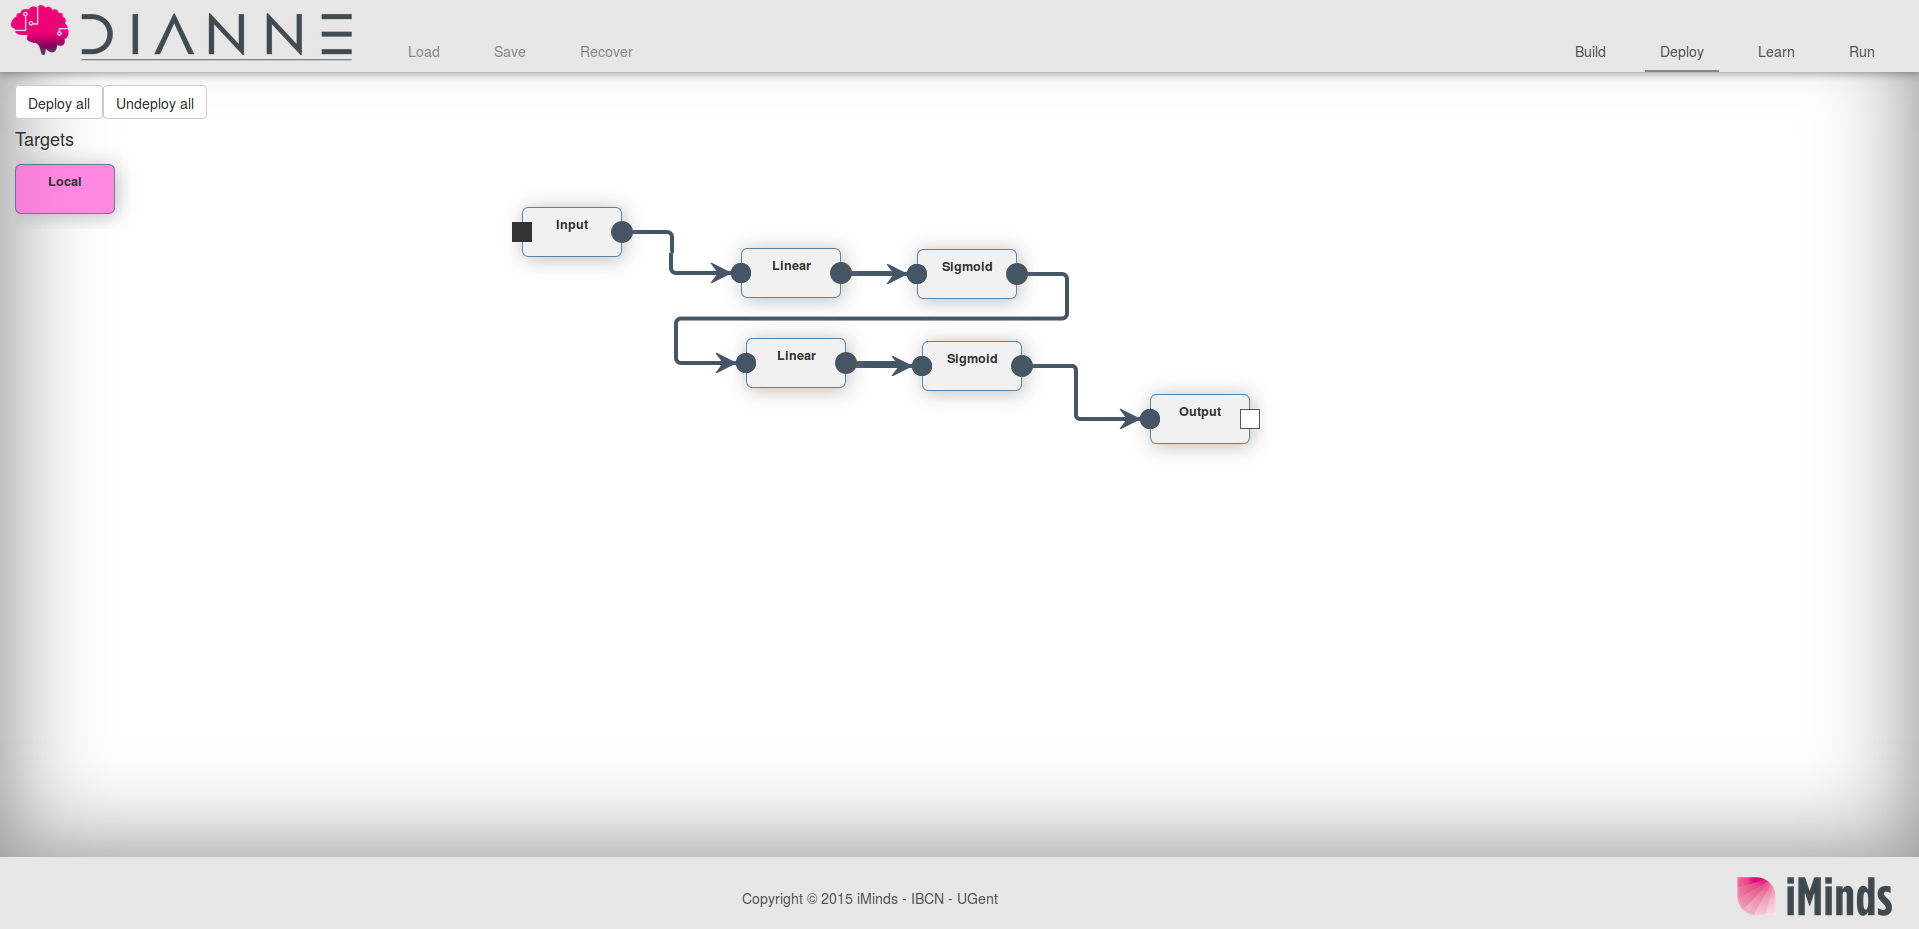 DIANNE
Load Save Recover Build Deploy Learn Run
Deploy all Undeploy all
Targets
Local
Input
Linear Sigmoid
Linear Sigmoid
Output
Copyright © 2015 iMinds - IBCN - UGent
iMinds